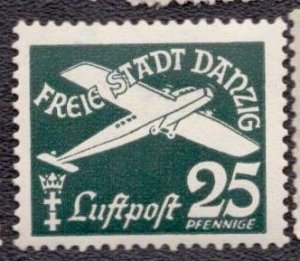 FREIE STADT DANZIG
Luftpost 25
PFENNIGE